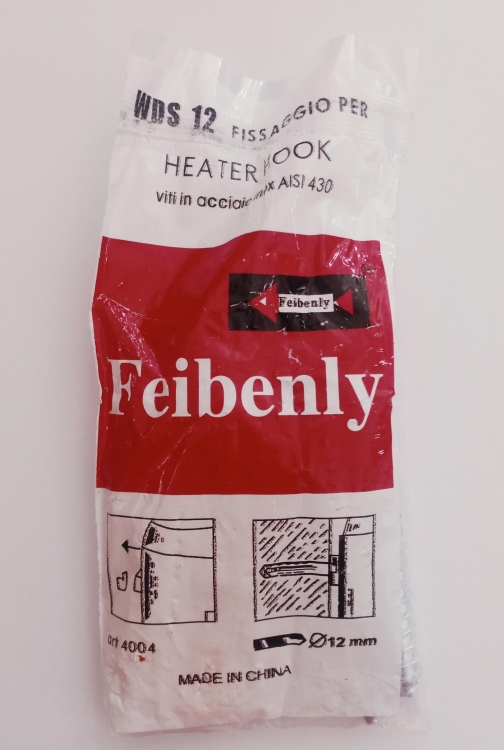 WDS 12 FISSAGGIO PER
HEATER HOOK
viti in acciaio inox AISI 430
Feibenly
Feibenly
art 4004
Ø12 mm
MADE IN CHINA